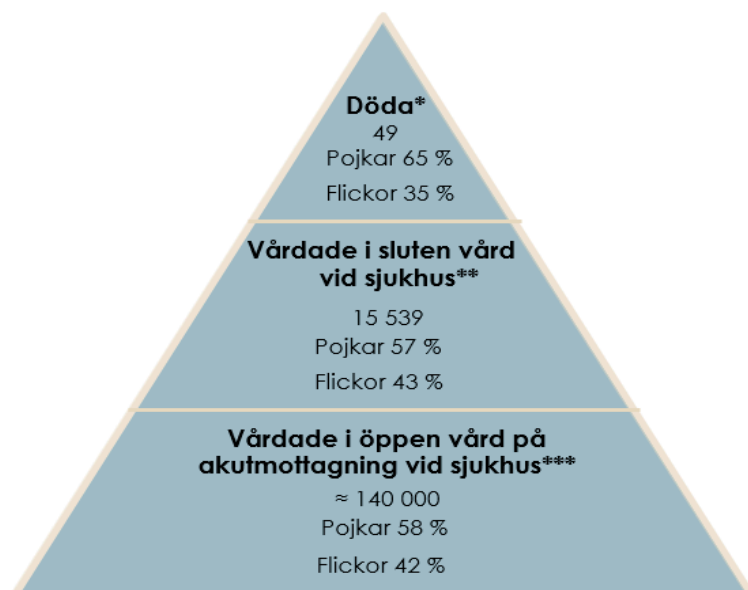 Döda*
49
Pojkar 65 %
Flickor 35 %
Vårdade i sluten vård
vid sjukhus**
15 539
Pojkar 57 %
Flickor 43 %
Vårdade i öppen vård på
akutmottagning vid sjukhus***
≈ 140 000
Pojkar 58 %
Flickor 42 %